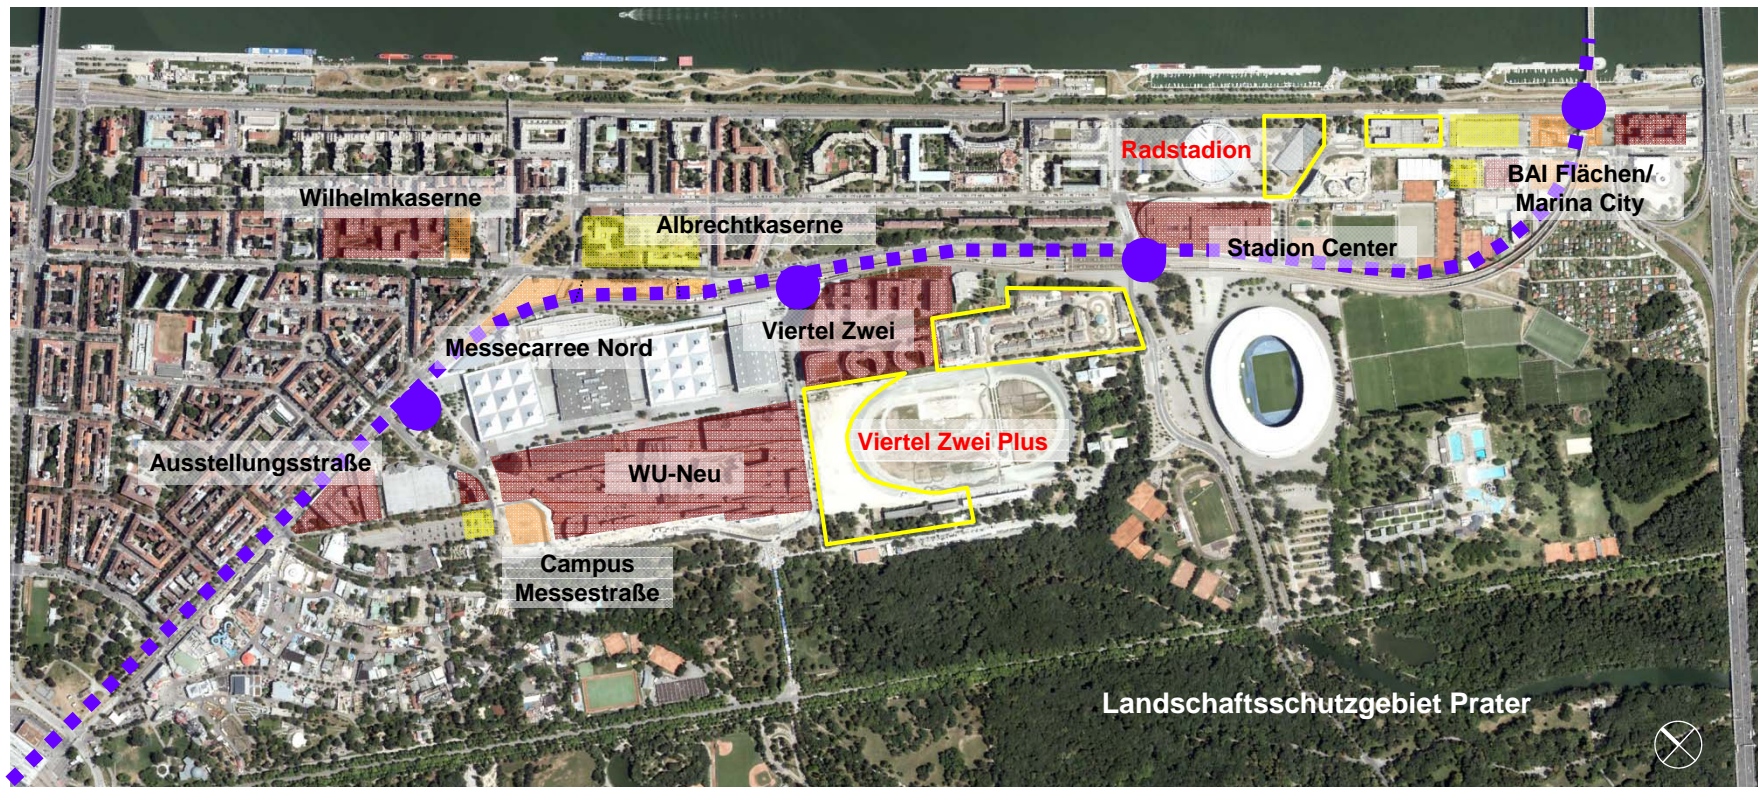 Radstadion
Wilhelmkaserne
BAI Flächen/
Marina City
Albrechtkaserne
Stadion Center
Viertel Zwei
Messecarree Nord
Viertel Zwei Plus
Ausstellungsstraße
WU-Neu
Campus
Messestraße
Landschaftsschutzgebiet Prater